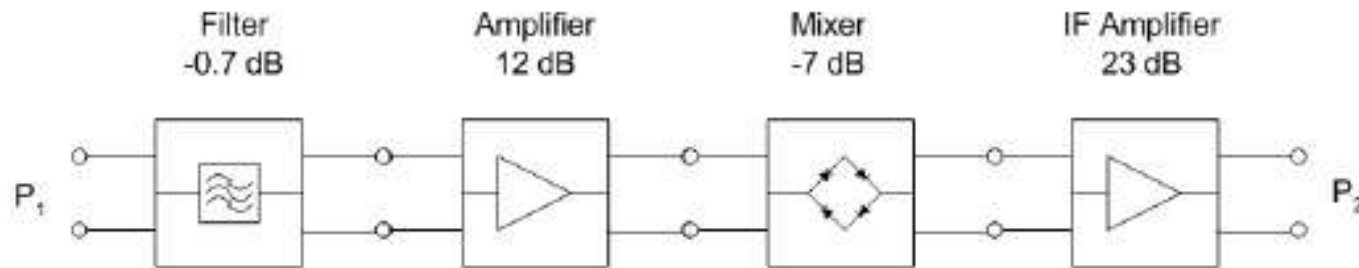 Filter
-0.7 dB
Amplifier
12 dB
Mixer
-7 dB
IF Amplifier
23 dB
P1
P2